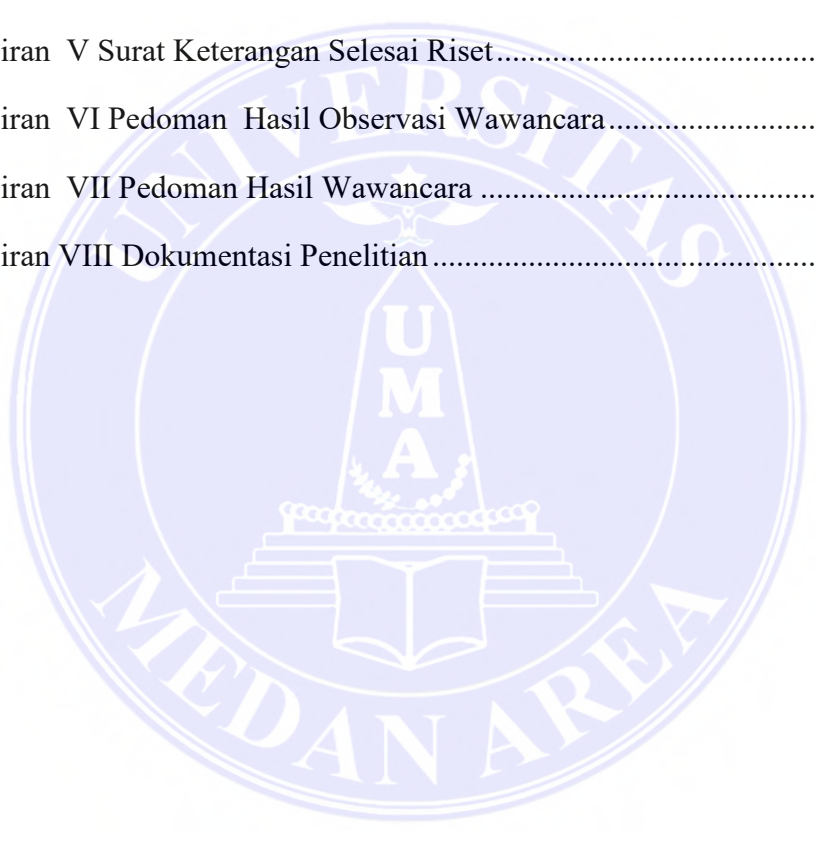 iran V Surat Keterangan Selesai Riset....................................
iran VI Pedoman Hasil Observasi Wawancara..........................
iran VII Pedoman Hasil Wawancara ..........................................
iran VIII Dokumentasi Penelitian................................................
UNIVERSITAS
U
M
A
MEDAN AREA